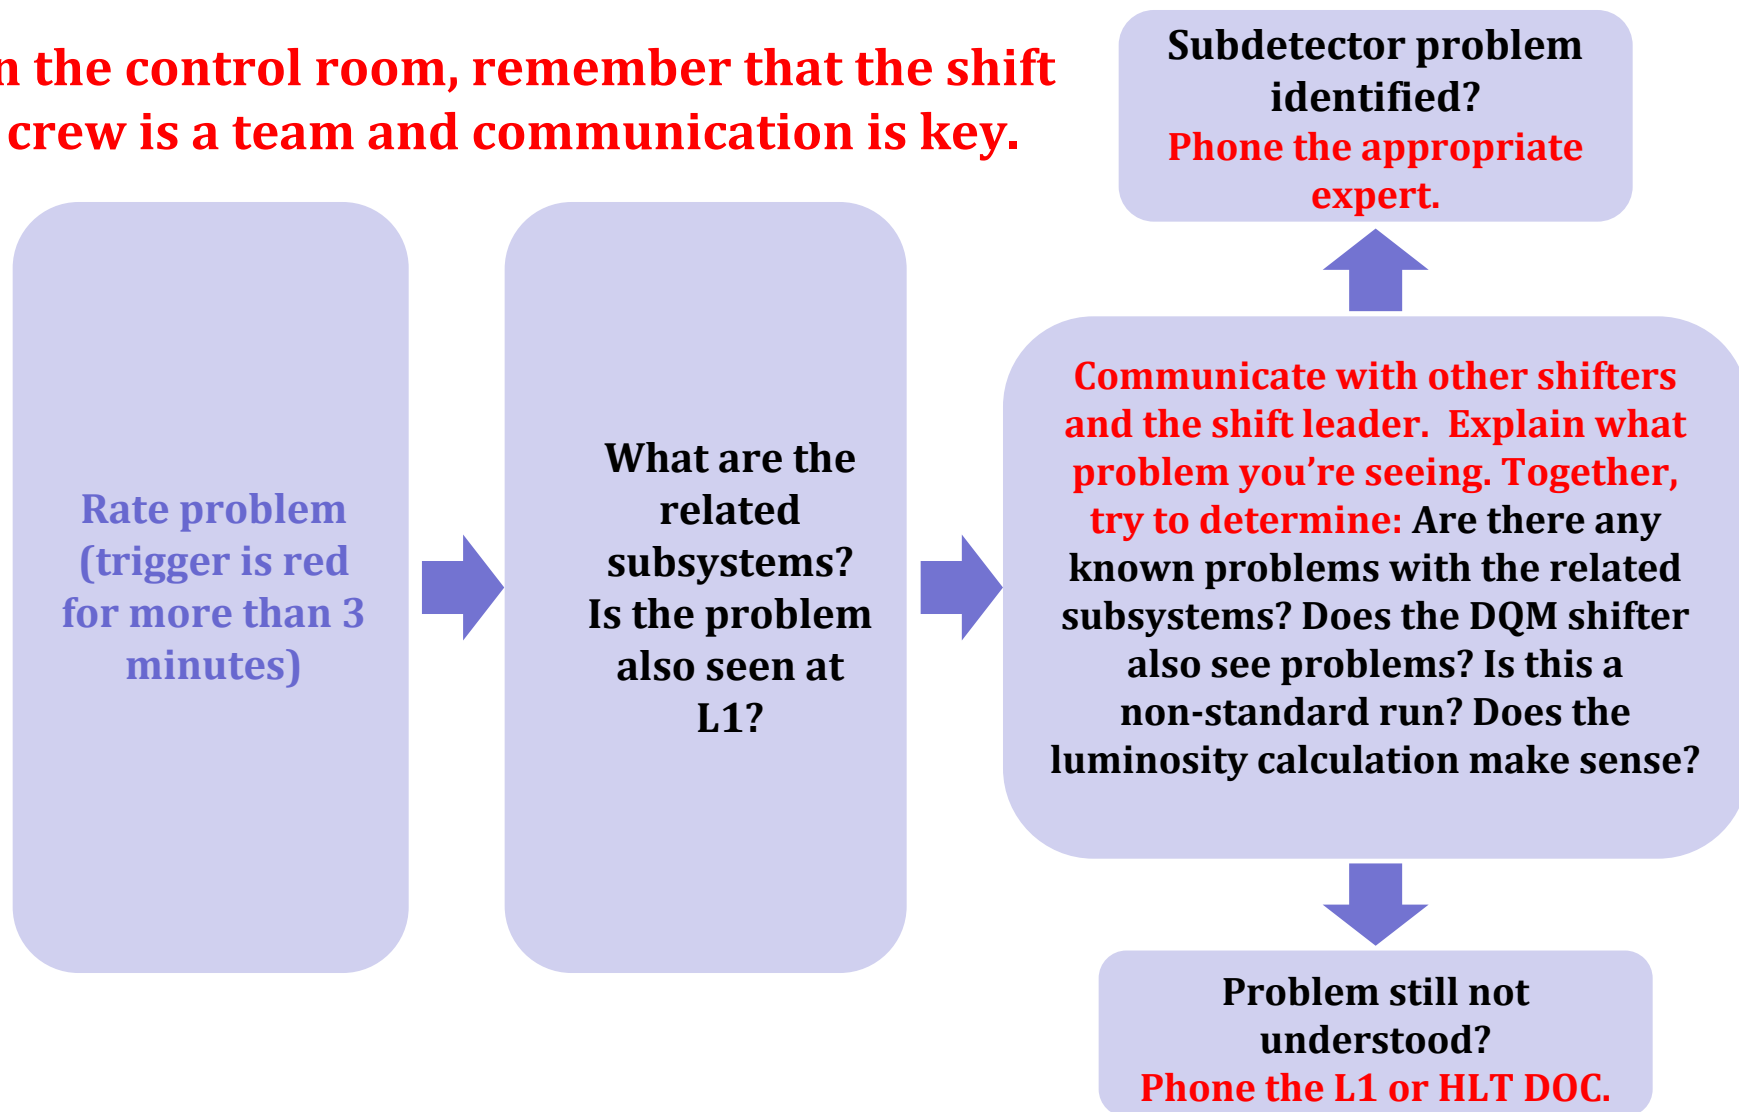 n the control room, remember that the shift
crew is a team and communication is key.
Subdetector problem
identified?
Phone the appropriate
expert.
Rate problem
(trigger is red
for more than 3
minutes)
What are the
related
subsystems?
Is the problem
also seen at
L1?
Communicate with other shifters
and the shift leader.  Explain what
problem you’re seeing. Together,
try to determine: Are there any
known problems with the related
subsystems? Does the DQM shifter
also see problems? Is this a
non-standard run? Does the
luminosity calculation make sense?
Problem still not
understood?
Phone the L1 or HLT DOC.